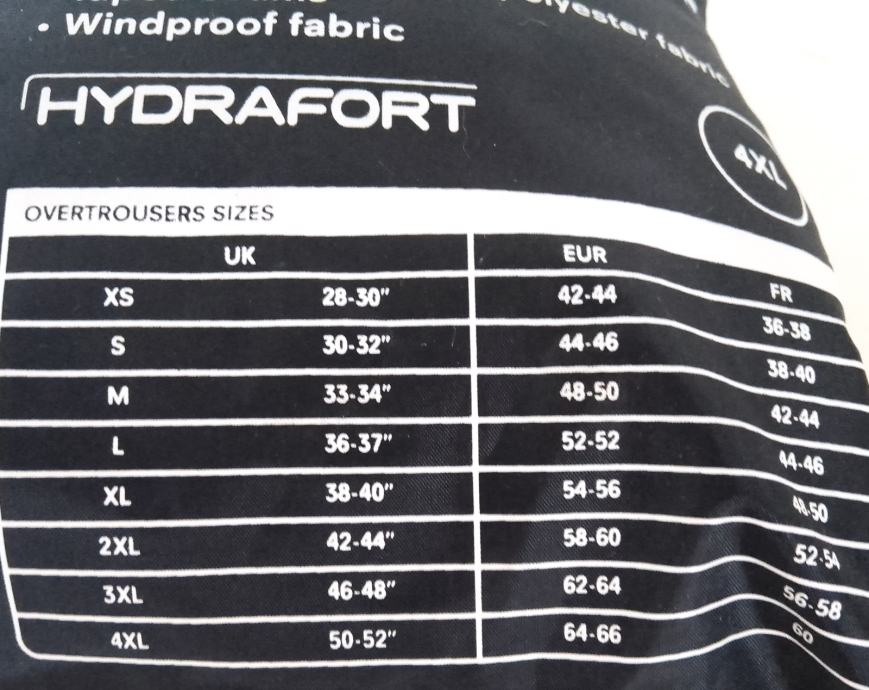 • Windproof fabric
fabric
HYDRAFORT
4XL
OVERTROUSERS SIZES
UK EUR FR
XS 28-30" 42-44 36-38
S 30-32" 44-46 38-40
M 33-34" 48-50 42-44
L 36-37" 52-52 44-46
XL 38-40" 54-56 48-50
2XL 42-44" 58-60 52-54
3XL 46-48" 62-64 56-58
4XL 50-52" 64-66 60